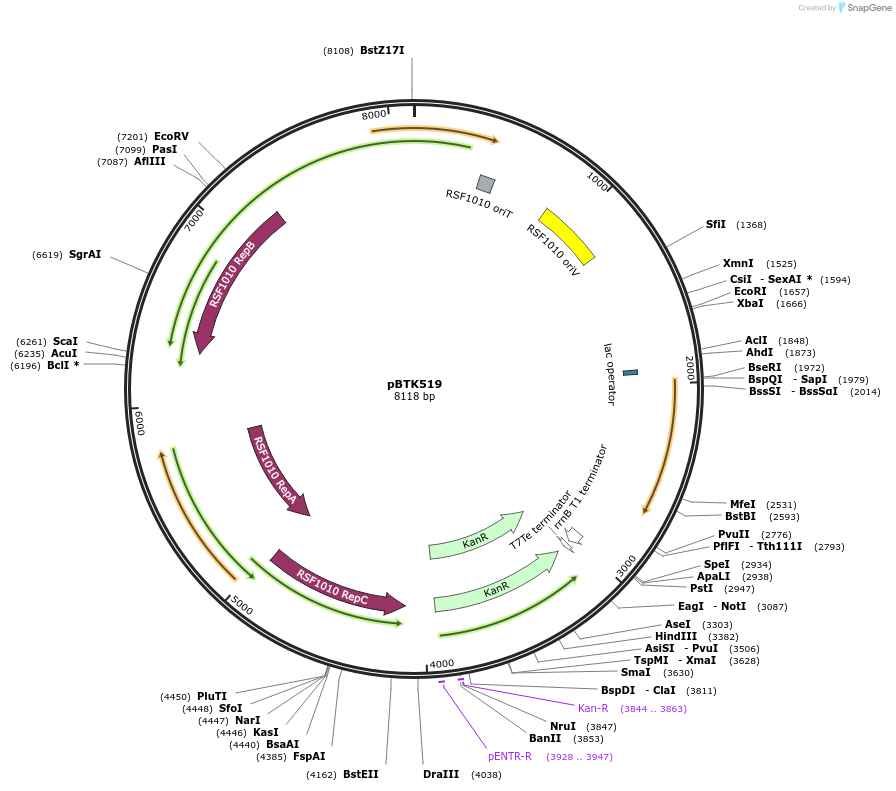 Created by SnapGene
(8108) BstZ17I
8000
(7201) EcoRV
(7099) PasI
(7087) AflIII
1000
RSF1010 oriT
7000
RSF1010 oriV
SfiI (1368)
RSF1010 RepB
(6619) SgrAI
XmnI (1525)
CsiI - SexAI * (1594)
EcoRI (1657)
XbaI (1666)
(6261) ScaI
(6235) AcuI
(6196) BclI *
AclI (1848)
AhdI (1873)
2000
BseRI (1972)
BspQI - SapI (1979)
BssSI - BssSαI (2014)
lac operator
pBTK519
8118 bp
6000
RSF1010 RepA
rrnB T1 terminator
T7Te terminator
MfeI (2531)
BstBI (2593)
PvuII (2776)
PflFI - Tth111I (2793)
KanR
SpeI (2934)
ApaLI (2938)
PstI (2947)
3000
RSF1010 RepC
KanR
5000
EagI - NotI (3087)
AseI (3303)
HindIII (3382)
AsiSI - PvuI (3506)
TspMI - XmaI (3628)
SmaI (3630)
4000
BspDI - ClaI (3811)
(4450) PluTI
(4448) SfoI
(4447) NarI
(4446) KasI
(4440) BsaAI
(4385) FspAI
(4162) BstEII
Kan-R (3844 .. 3863)
NruI (3847)
BanII (3853)
pENTR-R (3928 .. 3947)
DraIII (4038)